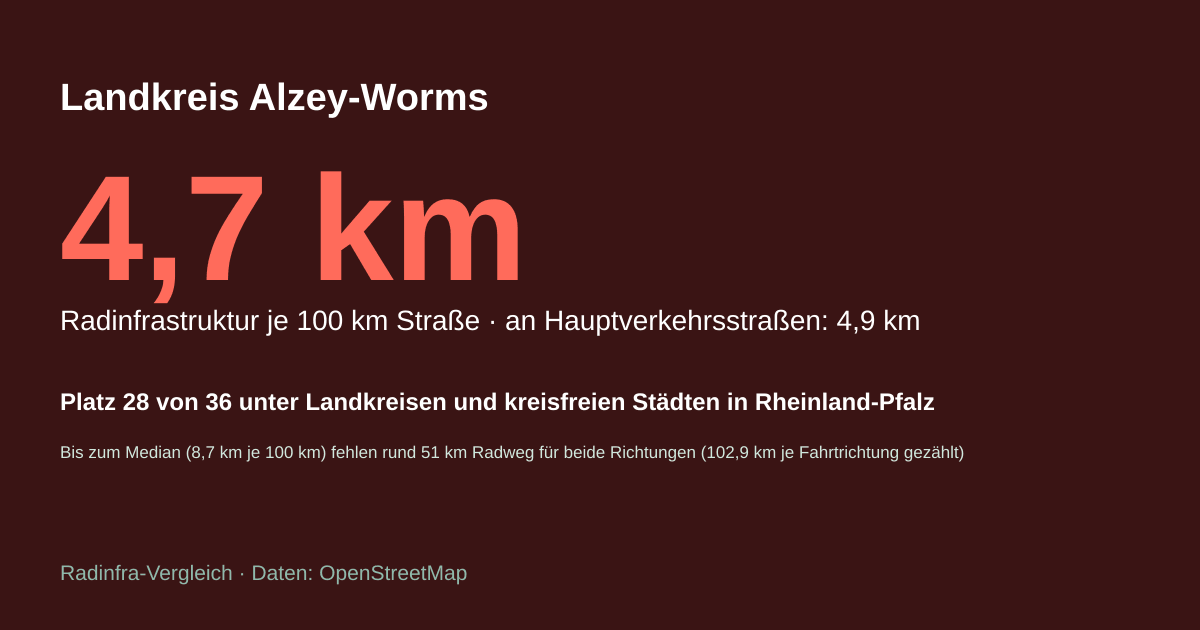 Landkreis Alzey-Worms
4,7 km
Radinfrastruktur je 100 km Straße · an Hauptverkehrsstraßen: 4,9 km
Platz 28 von 36 unter Landkreisen und kreisfreien Städten in Rheinland-Pfalz
Bis zum Median (8,7 km je 100 km) fehlen rund 51 km Radweg für beide Richtungen (102,9 km je Fahrtrichtung gezählt)
Radinfra-Vergleich · Daten: OpenStreetMap